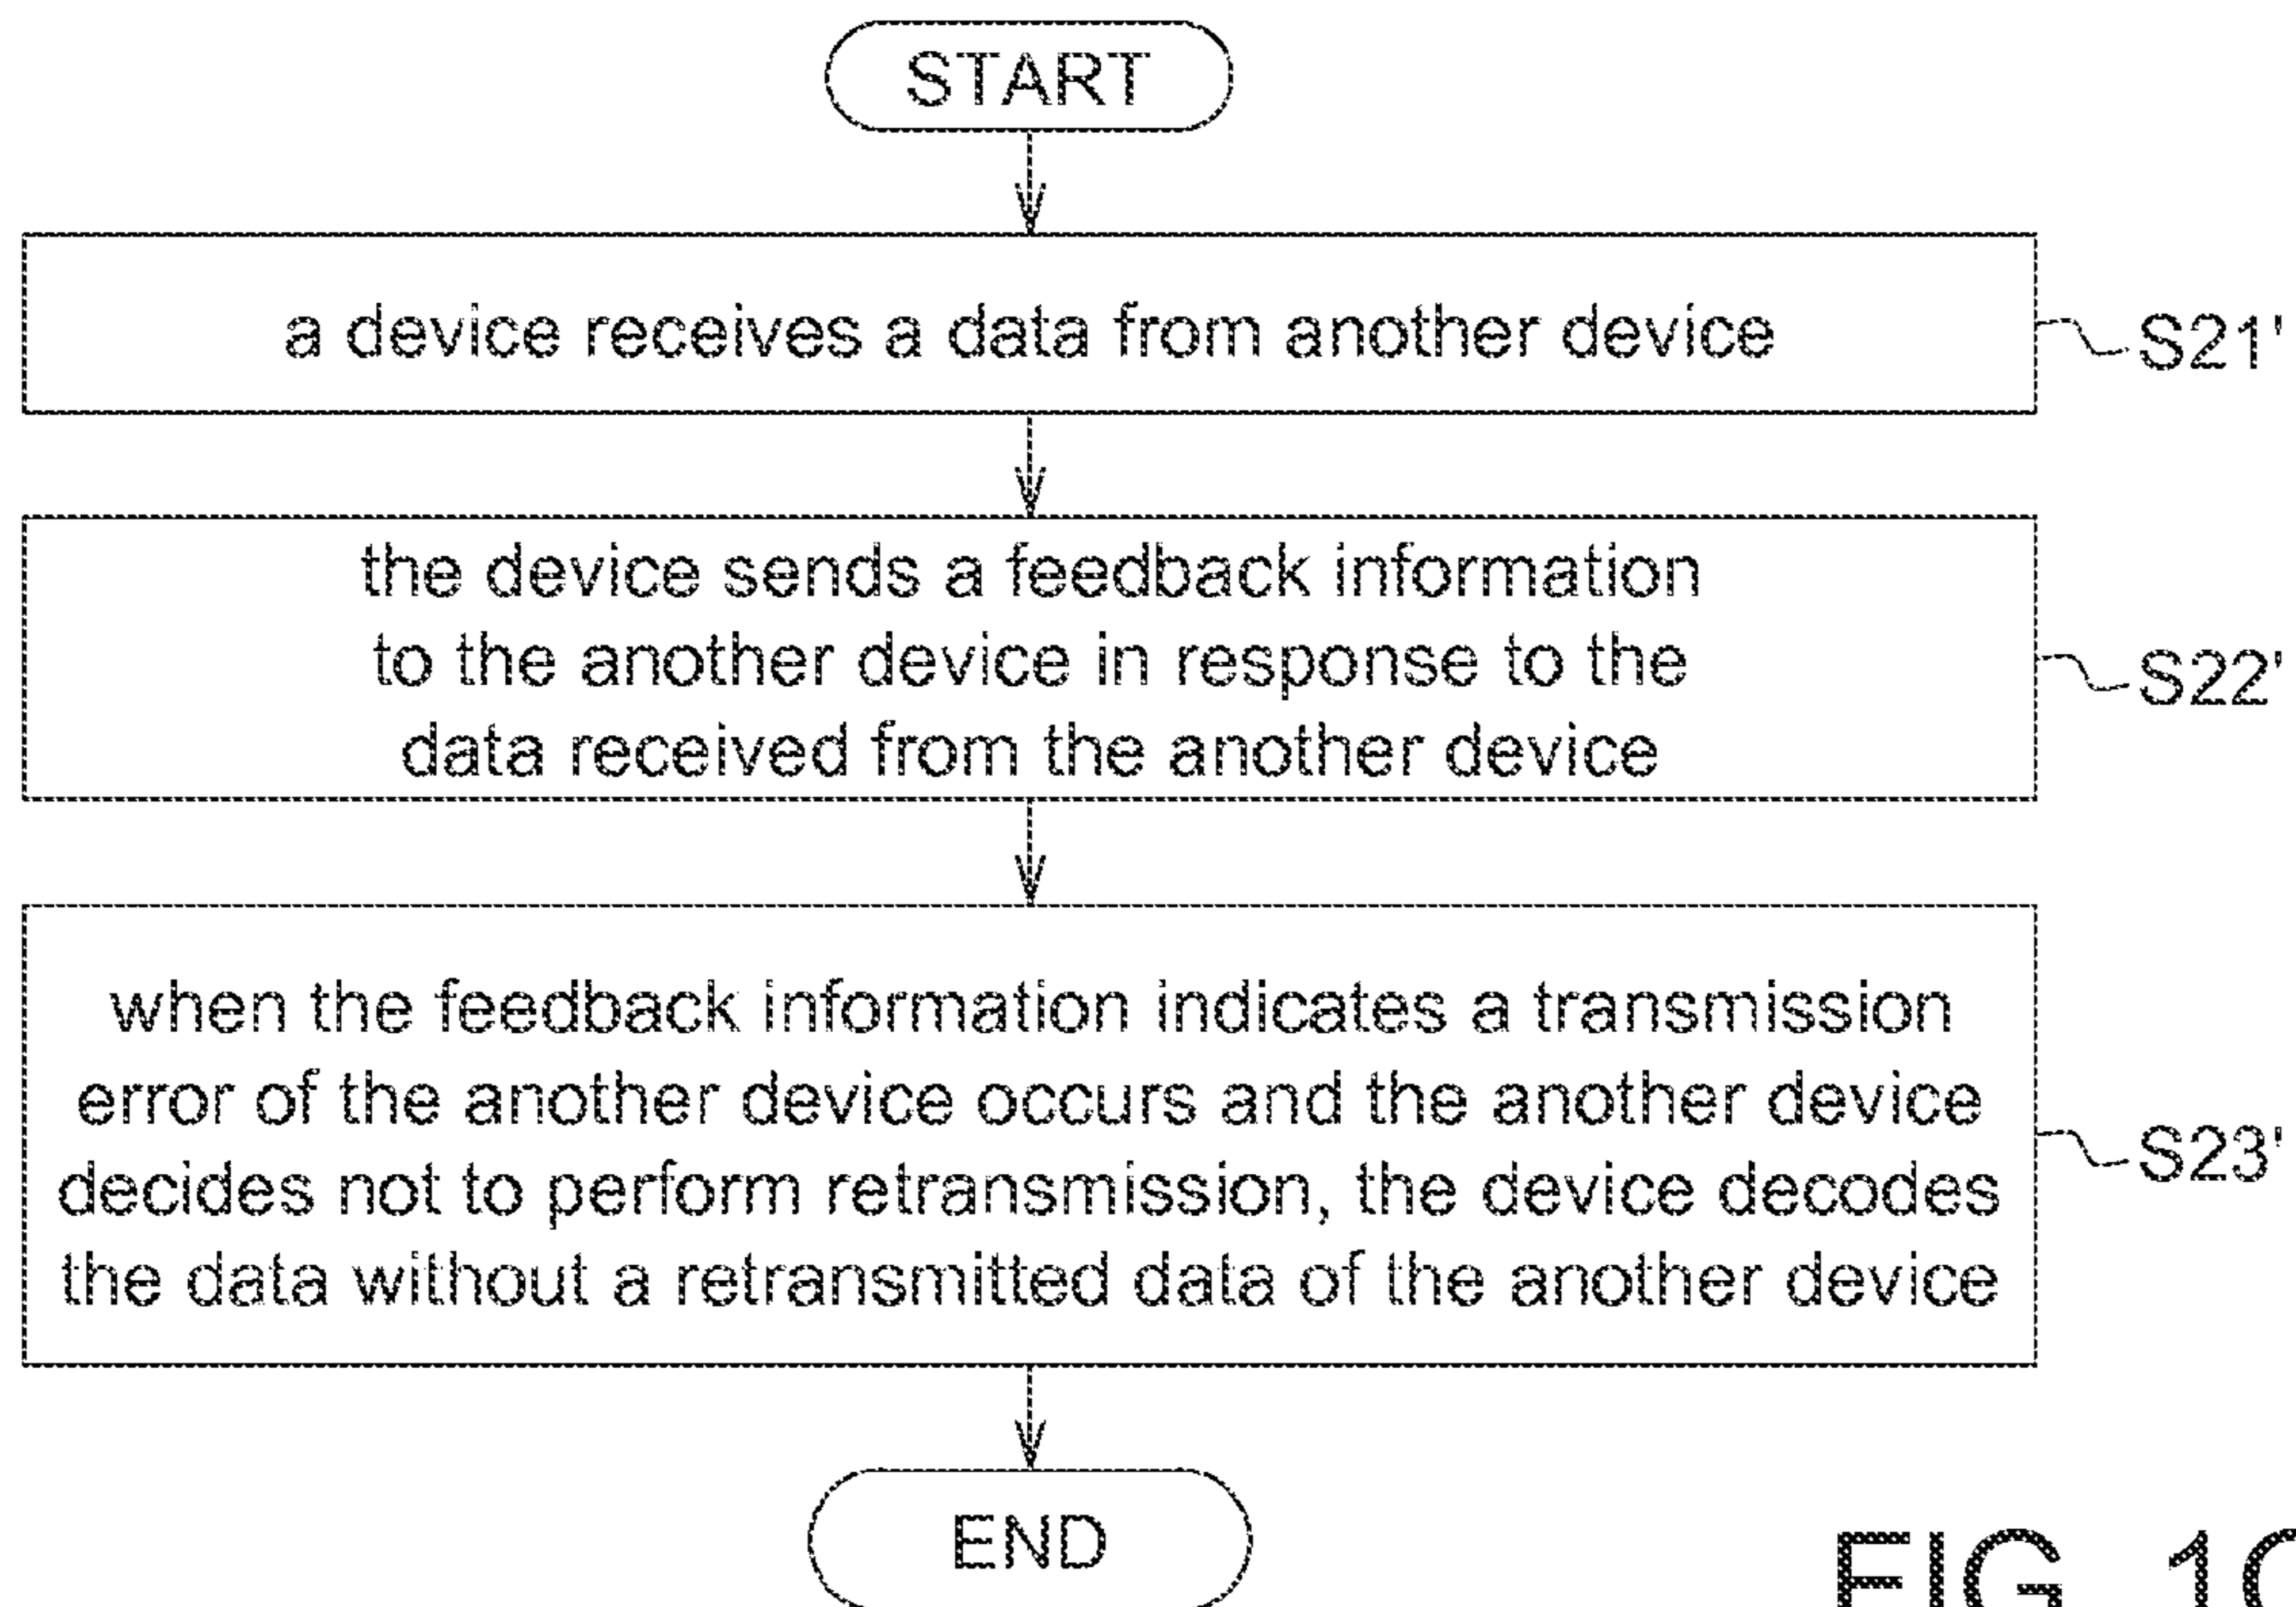 START
a device receives a data from another device
S21'
the device sends a feedback information
to the another device in response to the
data received from the another device
S22'
when the feedback information indicates a transmission
error of the another device occurs and the another device
decides not to perform retransmission, the device decodes
the data without a retransmitted data of the another device
S23'
END
FIG